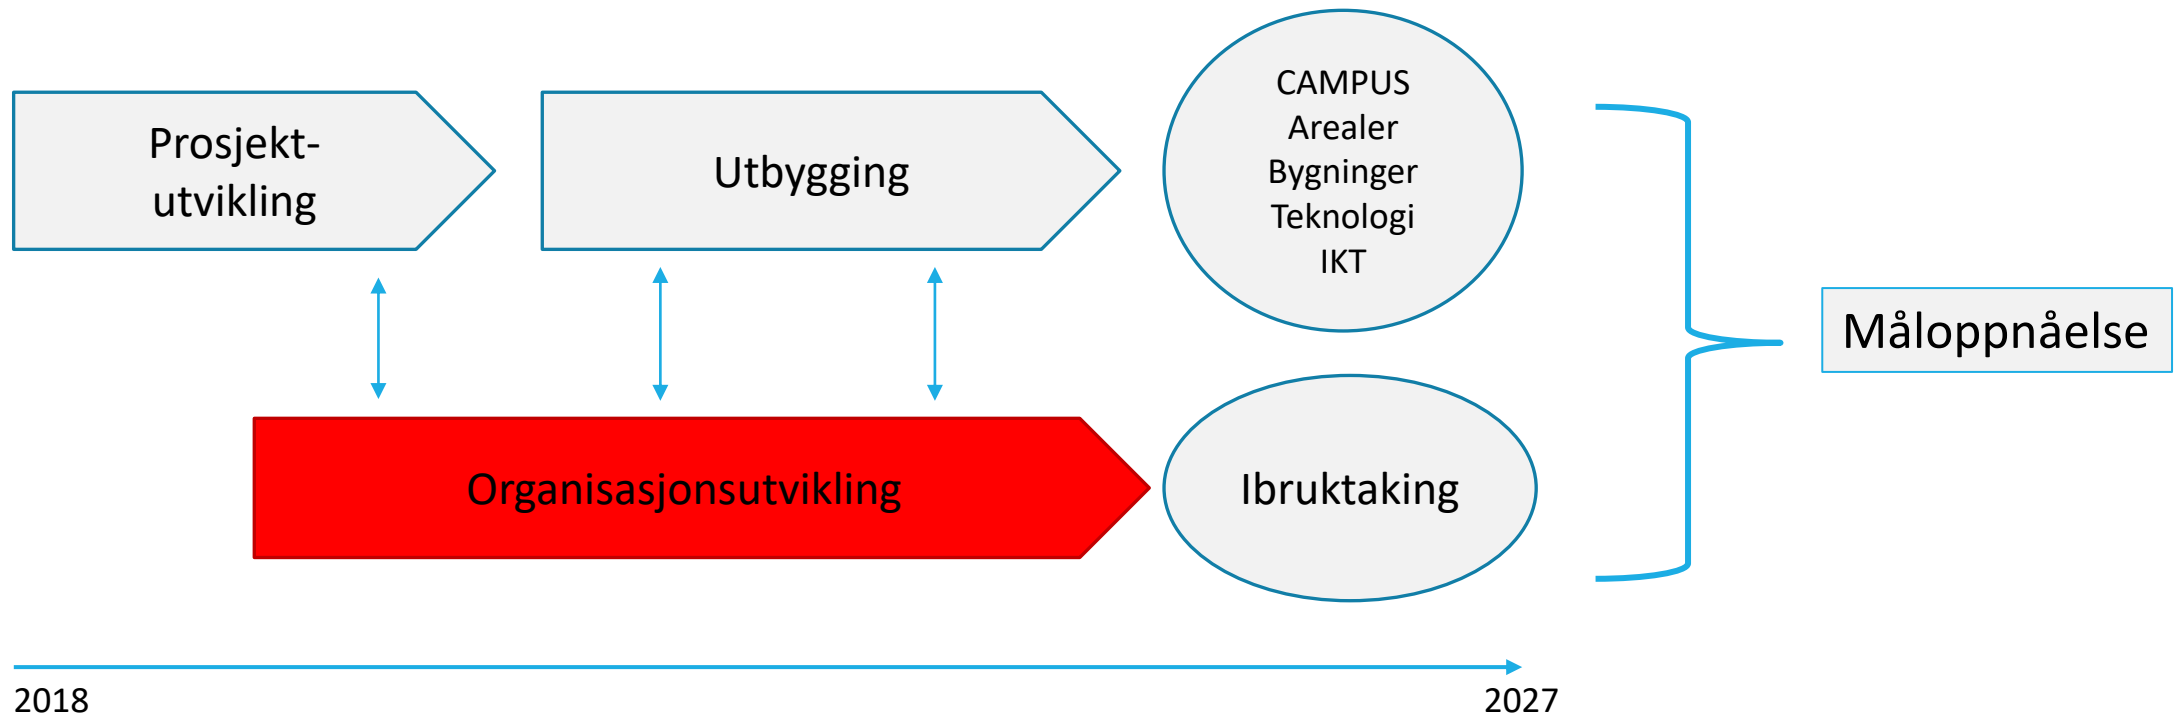 Prosjekt-
utvikling
Utbygging
CAMPUS
Arealer
Bygninger
Teknologi
IKT
Måloppnåelse
Organisasjonsutvikling
Ibruktaking
2018
2027